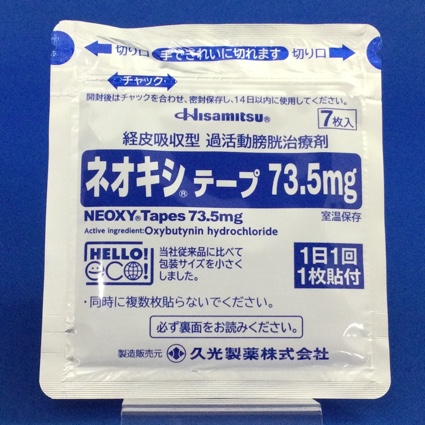 切り口 手できれいに切れます 切り口
チャック
開封後はチャックを合わせ、密封保存し、14日以内に使用してください。
Hisamitsu® 7枚入
経皮吸収型 過活動膀胱治療剤
ネオキシ®テープ 73.5mg
NEOXY®Tapes 73.5mg 室温保存
Active ingredient:Oxybutynin hydrochloride
HELLO!
eco!
当社従来品に比べて
包装サイズを小さく
しました。
1日1回
1枚貼付
・同時に複数枚貼らないでください。
必ず裏面をお読みください。
製造販売元 久光製薬株式会社